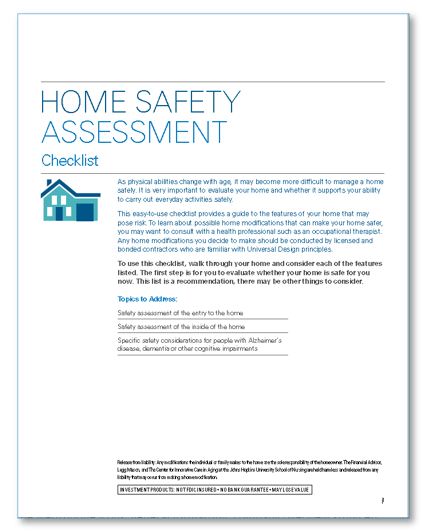 HOME SAFETY
ASSESSMENT
Checklist
As physical abilities change with age, it may become more difficult to manage a home
safely. It is very important to evaluate your home and whether it supports your ability
to carry out everyday activities safely.
This easy-to-use checklist provides a guide to the features of your home that may
pose risk. To learn about possible home modifications that can make your home safer,
you may want to consult with a health professional such as an occupational therapist.
Any home modifications you decide to make should be conducted by licensed and
bonded contractors who are familiar with Universal Design principles.
To use this checklist, walk through your home and consider each of the features
listed. The first step is for you to evaluate whether your home is safe for you
now. This list is a recommendation, there may be other things to consider.
Topics to Address:
Safety assessment of the entry to the home
Safety assessment of the inside of the home
Specific safety considerations for people with Alzheimer's
disease, dementia or other cognitive impairments
Release from liability: Any modifications the individual or family makes to the home are the sole responsibility of the homeowner. The Financial Advisor,
Legg Mason, and The Center for Innovative Care in Aging at the Johns Hopkins University School of Nursing are held harmless and released from any
liability that may occur from making a home modification.
INVESTMENT PRODUCTS: NOT FDIC INSURED • NO BANK GUARANTEE • MAY LOSE VALUE